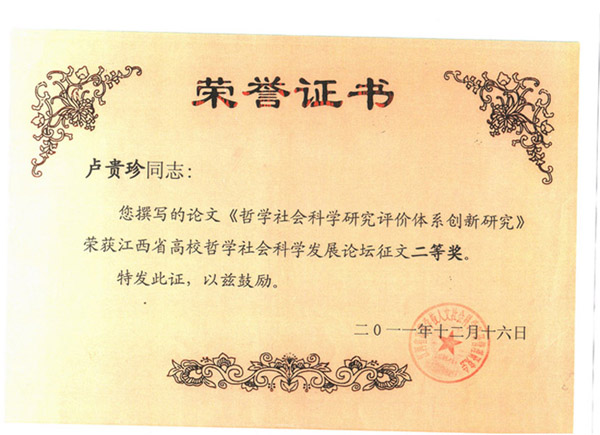 荣誉证书
卢贵珍同志：
您撰写的论文《哲学社会科学研究评价体系创新研究》
荣获江西省高校哲学社会科学发展论坛征文二等奖。
特发此证，以兹鼓励。
二〇一一年十二月十六日